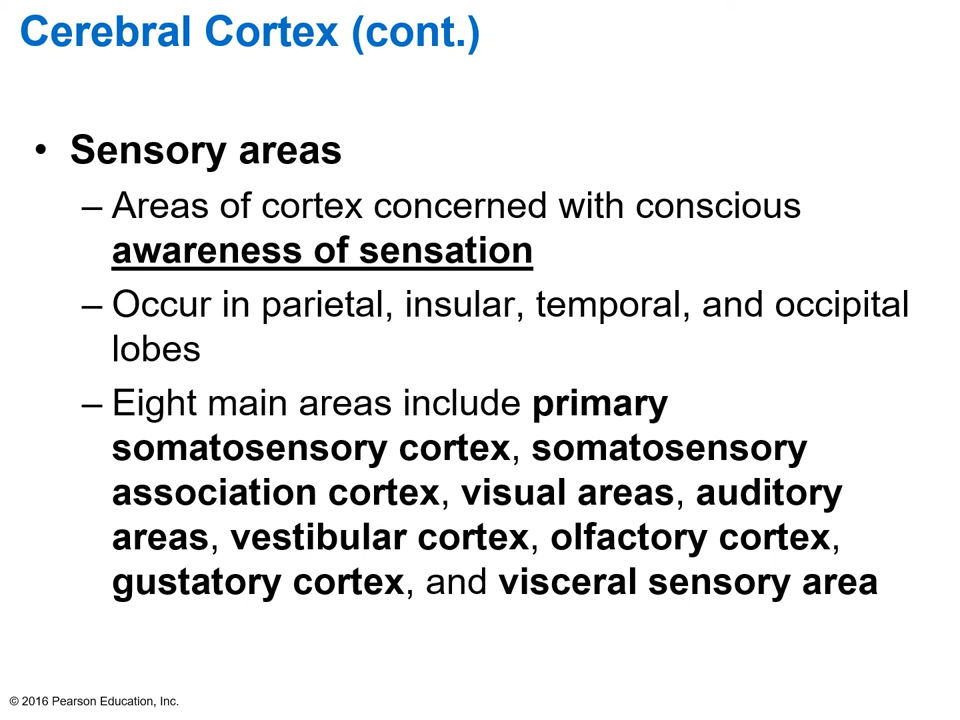 Cerebral Cortex (cont.)
• Sensory areas
– Areas of cortex concerned with conscious
awareness of sensation
– Occur in parietal, insular, temporal, and occipital
lobes
– Eight main areas include primary
somatosensory cortex, somatosensory
association cortex, visual areas, auditory
areas, vestibular cortex, olfactory cortex,
gustatory cortex, and visceral sensory area
© 2016 Pearson Education, Inc.